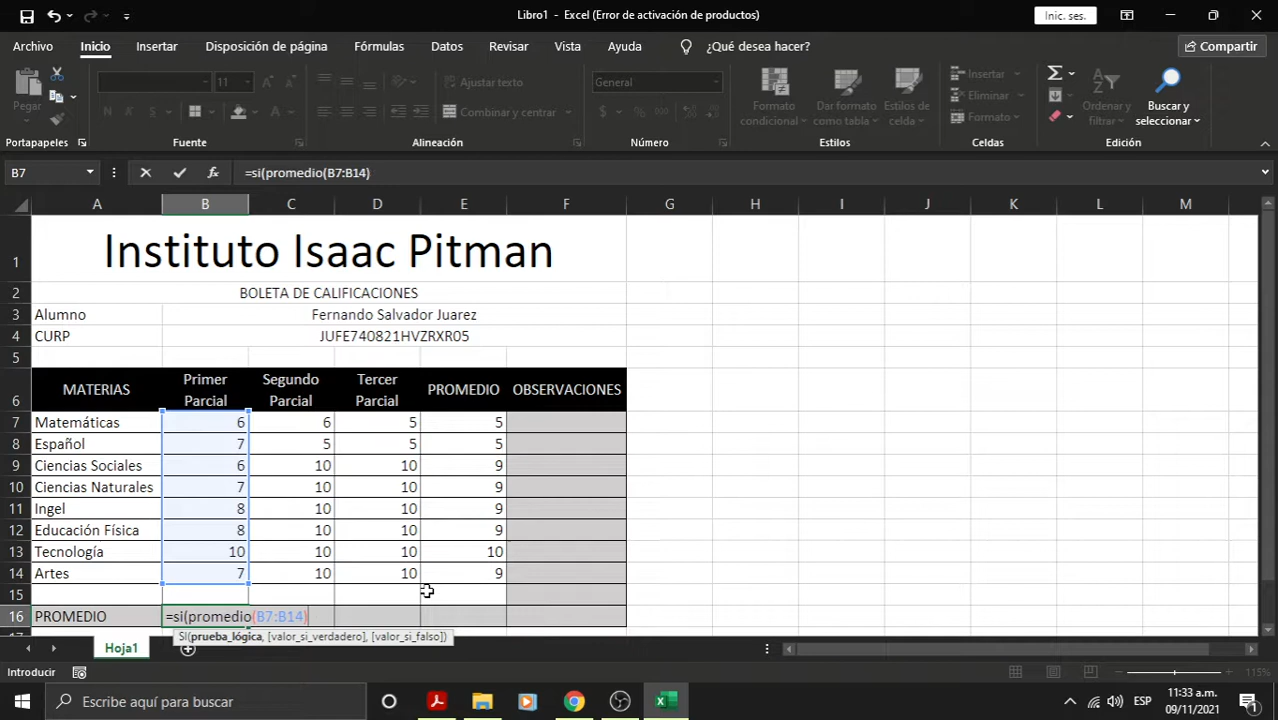 Libro1 - Excel (Error de activación de productos)
Inic. ses.
Archivo Inicio Insertar Disposición de página Fórmulas Datos Revisar Vista Ayuda ¿Qué desea hacer? Compartir
Pegar
11
Ajustar texto
Combinar y centrar
General
Formato condicional
Dar formato como tabla
Estilos de celda
Insertar
Eliminar
Formato
Ordenar y filtrar
Buscar y seleccionar
Portapapeles Fuente Alineación Número Estilos Celdas Edición
B7 =si(promedio(B7:B14)
A B C D E F G H I J K L M
1 Instituto Isaac Pitman
2 BOLETA DE CALIFICACIONES
3 Alumno Fernando Salvador Juarez
4 CURP JUFE740821HVZRXR05
5
6 MATERIAS Primer Parcial Segundo Parcial Tercer Parcial PROMEDIO OBSERVACIONES
7 Matemáticas 6 6 5 5
8 Español 7 5 5 5
9 Ciencias Sociales 6 10 10 9
10 Ciencias Naturales 7 10 10 9
11 Ingel 8 10 10 9
12 Educación Física 8 10 10 9
13 Tecnología 10 10 10 10
14 Artes 7 10 10 9
15
16 PROMEDIO =si(promedio(B7:B14)
17
SI(prueba_lógica, [valor_si_verdadero], [valor_si_falso])
Hoja1
Introducir 115%
Escribe aquí para buscar
ESP
11:33 a.m.
09/11/2021
1